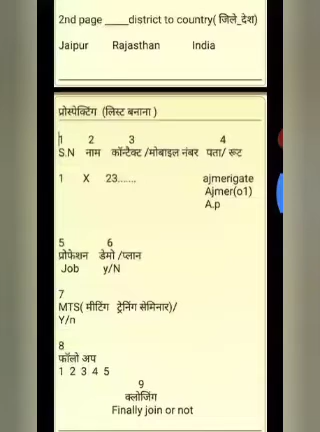 2nd page _____district to country( जिले_देश)
Jaipur Rajasthan India
प्रोस्पेक्टिंग (लिस्ट बनाना )
1 2 3 4
S.N नाम कॉन्टैक्ट /मोबाइल नंबर पता/ रूट
1 X 23....... ajmerigate
Ajmer(o1)
A.p
5 6
प्रोफेशन डेमो /प्लान
Job y/N
7
MTS( मीटिंग ट्रेनिंग सेमिनार)/
Y/n
8
फॉलो अप
1 2 3 4 5
9
क्लोजिंग
Finally join or not